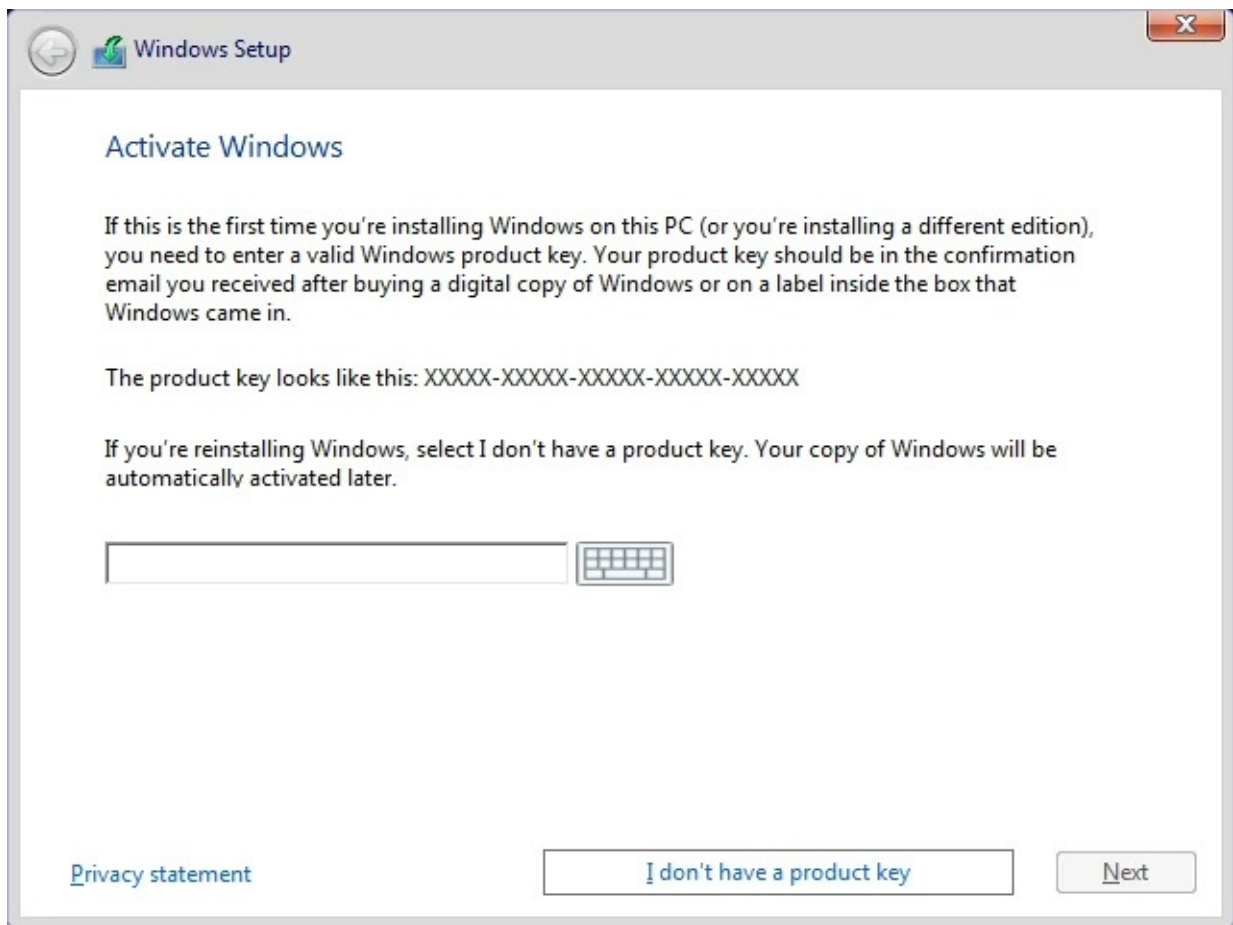 Windows Setup
Activate Windows
If this is the first time you're installing Windows on this PC (or you're installing a different edition),
you need to enter a valid Windows product key. Your product key should be in the confirmation
email you received after buying a digital copy of Windows or on a label inside the box that
Windows came in.
The product key looks like this: XXXXX-XXXXX-XXXXX-XXXXX-XXXXX
If you're reinstalling Windows, select I don't have a product key. Your copy of Windows will be
automatically activated later.
Privacy statement
I don't have a product key
Next